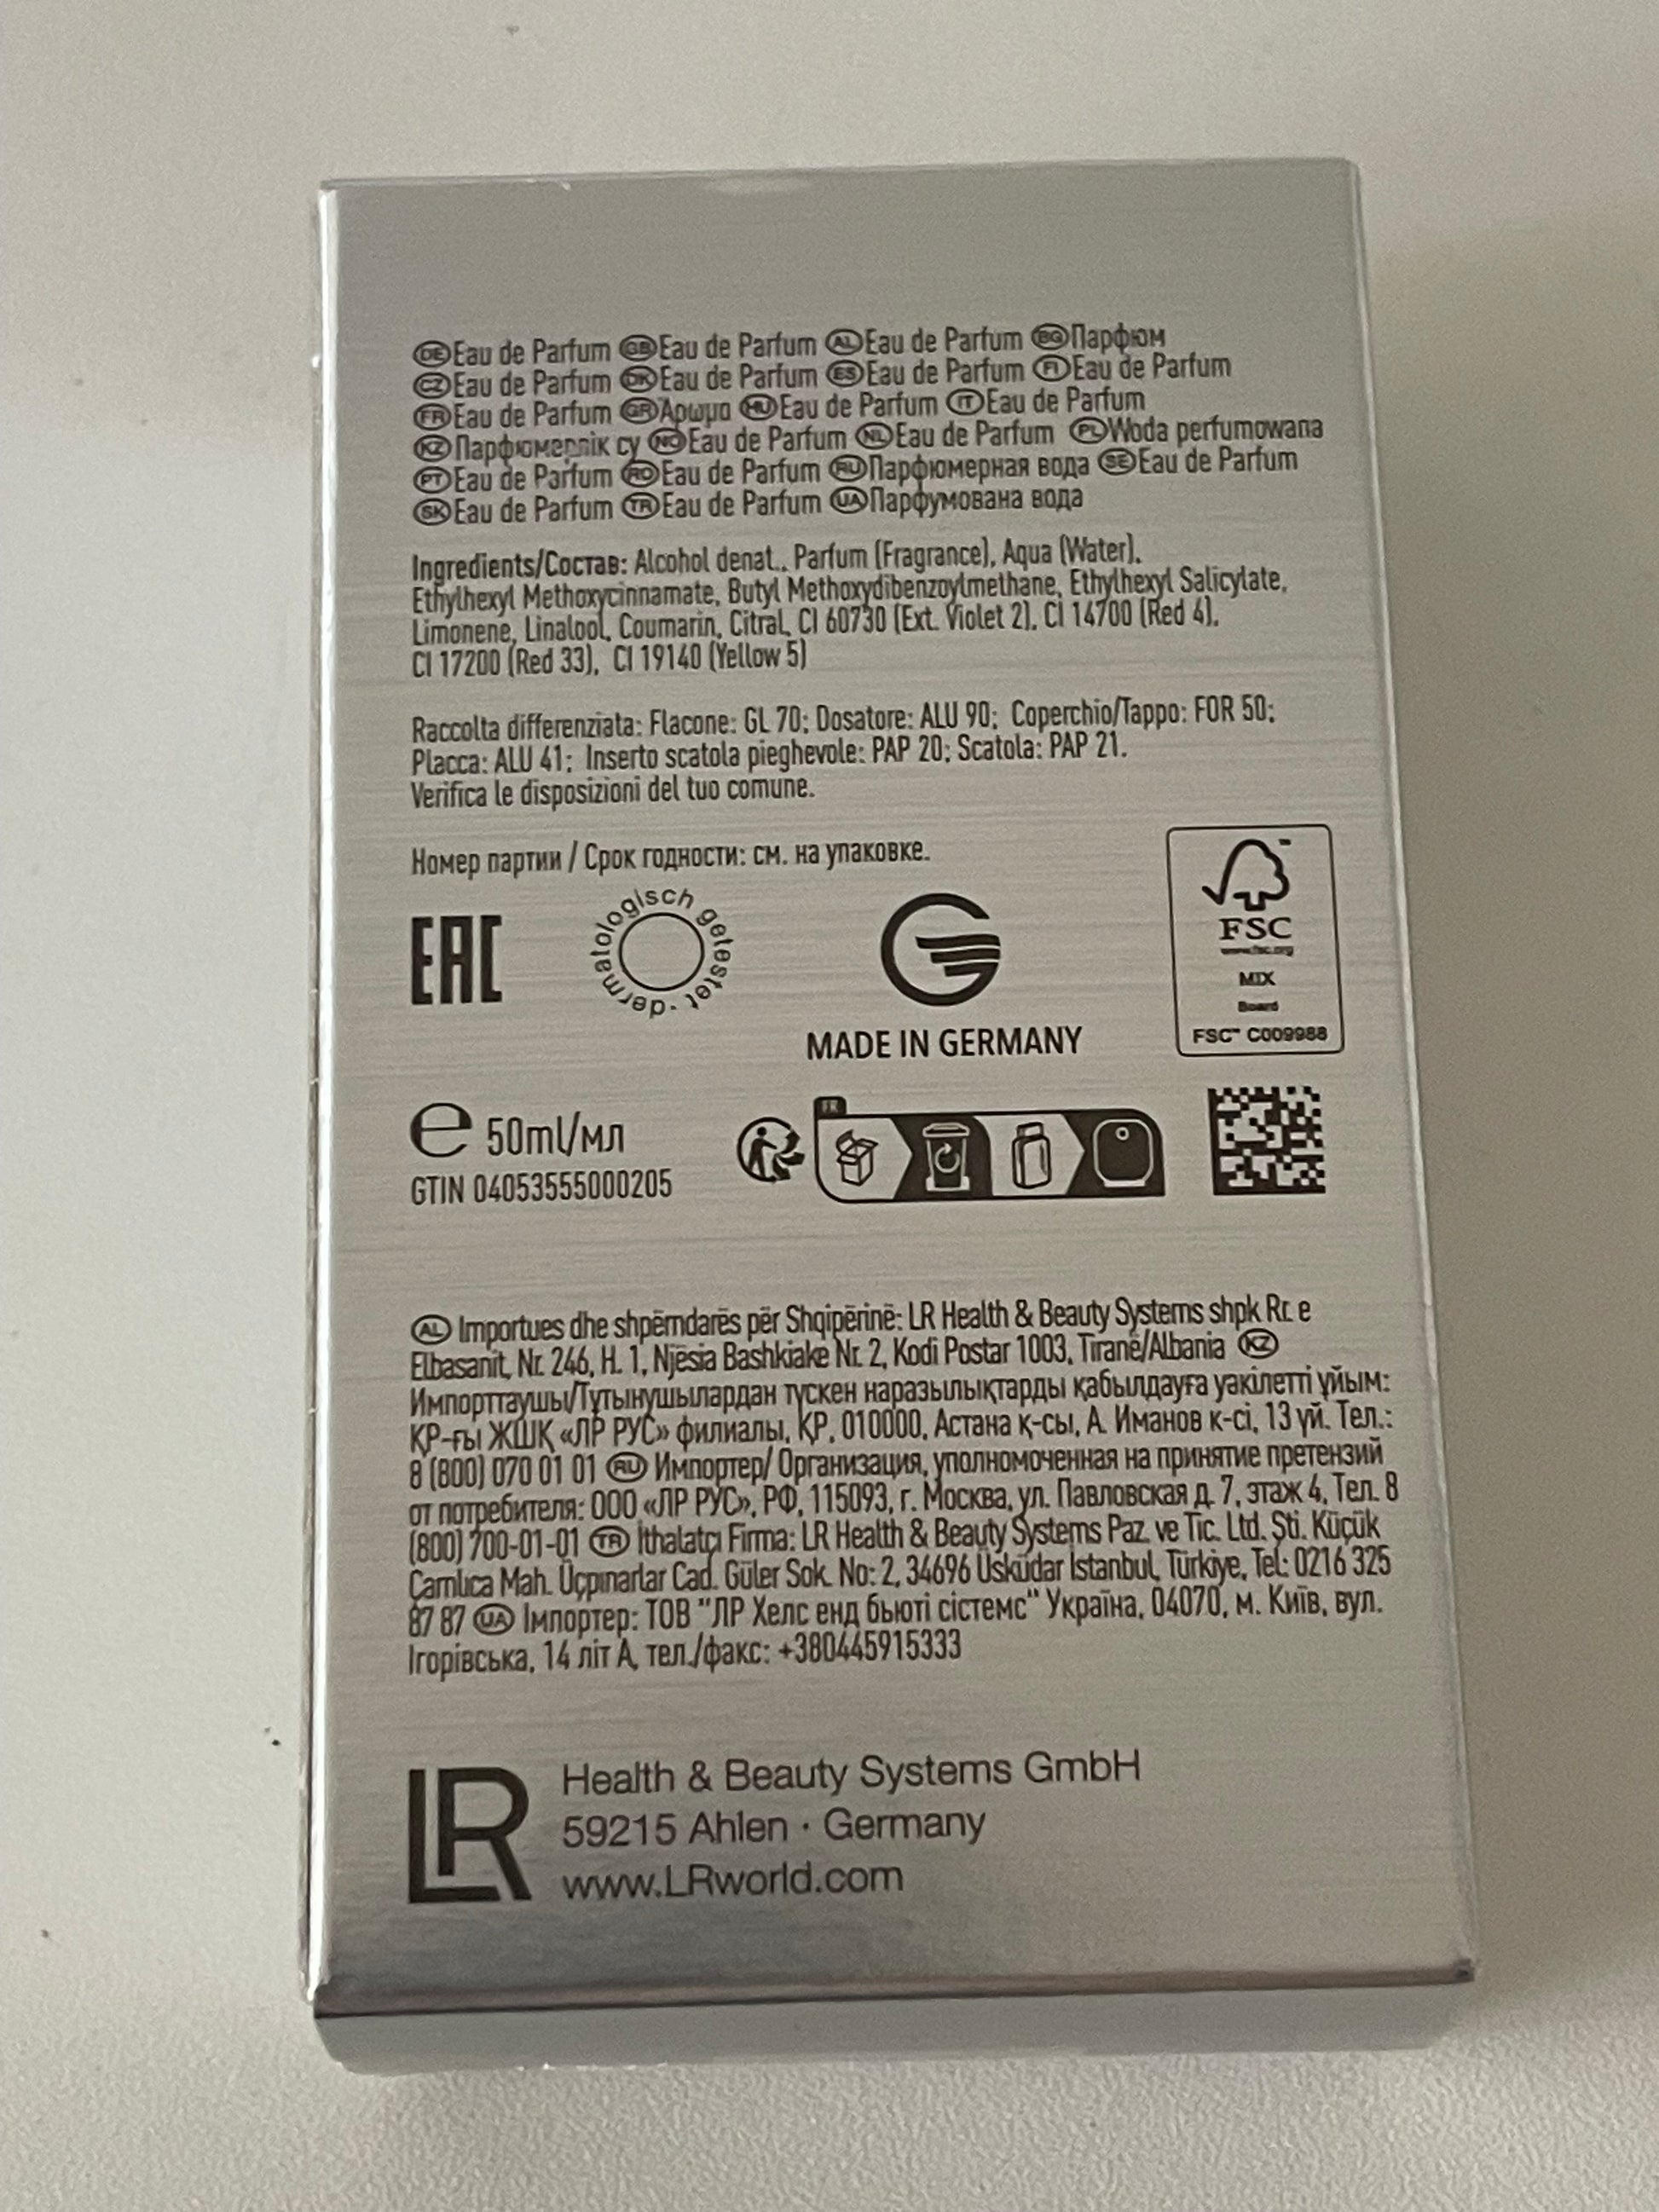 DE Eau de Parfum GB Eau de Parfum AL Eau de Parfum BG Парфюм
CZ Eau de Parfum DK Eau de Parfum ES Eau de Parfum FI Eau de Parfum
FR Eau de Parfum GR Άρωμα HU Eau de Parfum IT Eau de Parfum
KZ Парфюмерлік су NO Eau de Parfum NL Eau de Parfum PL Woda perfumowana
PT Eau de Parfum RO Eau de Parfum RU Парфюмерная вода SE Eau de Parfum
SK Eau de Parfum TR Eau de Parfum UA Парфумована вода
Ingredients/Состав: Alcohol denat., Parfum (Fragrance), Aqua (Water),
Ethylhexyl Methoxycinnamate, Butyl Methoxydibenzoylmethane, Ethylhexyl Salicylate,
Limonene, Linalool, Coumarin, Citral, CI 60730 (Ext. Violet 2), CI 14700 (Red 4),
CI 17200 (Red 33), CI 19140 (Yellow 5)
Raccolta differenziata: Flacone: GL 70; Dosatore: ALU 90; Coperchio/Tappo: FOR 50;
Placca: ALU 41; Inserto scatola pieghevole: PAP 20; Scatola: PAP 21.
Verifica le disposizioni del tuo comune.
Номер партии / Срок годности: см. на упаковке.
EAC
dermatologisch getestet
MADE IN GERMANY
FSC
www.fsc.org
MIX
Board
FSC™ C009988
e 50ml/мл
FR
GTIN 04053555000205
AL Importues dhe shpërndarës për Shqipërinë: LR Health & Beauty Systems shpk Rr. e
Elbasanit, Nr. 246, H. 1, Njësia Bashkiake Nr. 2, Kodi Postar 1003, Tiranë/Albania KZ
Импорттаушы/Тұтынушылардан түскен наразылықтарды қабылдауға уәкілетті ұйым:
ҚР-ғы ЖШҚ «ЛР РУС» филиалы, ҚР, 010000, Астана қ-сы, А. Иманов к-сі, 13 үй. Тел.:
8 (800) 070 01 01 RU Импортер/ Организация, уполномоченная на принятие претензий
от потребителя: ООО «ЛР РУС», РФ, 115093, г. Москва, ул. Павловская д. 7, этаж 4, Тел. 8
(800) 700-01-01 TR İthalatçı Firma: LR Health & Beauty Systems Paz. ve Tic. Ltd. Şti. Küçük
Çamlıca Mah. Üçpınarlar Cad. Güler Sok. No: 2, 34696 Üsküdar İstanbul, Türkiye, Tel: 0216 325
87 87 UA Імпортер: ТОВ "ЛР Хелс енд бьюті сістемс" Україна, 04070, м. Київ, вул.
Ігорівська, 14 літ А, тел./факс: +380445915333
LR Health & Beauty Systems GmbH
59215 Ahlen · Germany
www.LRworld.com